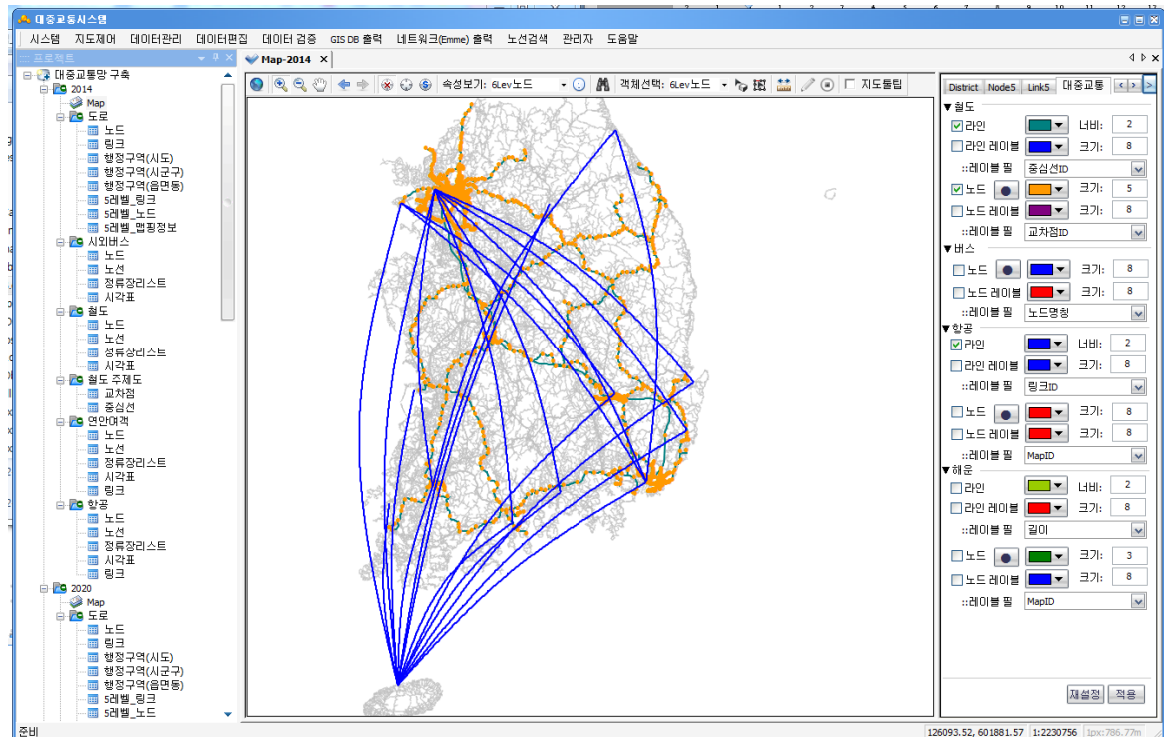 대중교통시스템
시스템 지도제어 데이터관리 데이터편집 데이터 검증 GIS DB 출력 네트워크(Emme) 출력 노선검색 관리자 도움말
프로젝트
대중교통망 구축
2014
Map
도로
노드
링크
행정구역(시도)
행정구역(시군구)
행정구역(읍면동)
5레벨_링크
5레벨_노드
5레벨_맵핑정보
시외버스
노드
노선
정류장리스트
시각표
철도
노드
노선
정류장리스트
시각표
철도 주제도
교차점
중심선
연안여객
노드
노선
정류장리스트
시각표
링크
항공
노드
노선
정류장리스트
시각표
링크
2020
Map
도로
노드
링크
행정구역(시도)
행정구역(시군구)
행정구역(읍면동)
5레벨_링크
5레벨_노드
Map-2014 X
속성보기: 6Lev노드 객체선택: 6Lev노드 지도툴팁
District Node5 Link5 대중교통
▼철도
라인 너비: 2
라인 레이블 크기: 8
::레이블 필 중심선ID
노드 크기: 5
노드 레이블 크기: 8
::레이블 필 교차점ID
▼버스
노드 크기: 8
노드 레이블 크기: 8
::레이블 필 노드명칭
▼항공
라인 너비: 2
라인 레이블 크기: 8
::레이블 필 링크ID
노드 크기: 8
노드 레이블 크기: 8
::레이블 필 MapID
▼해운
라인 너비: 2
라인 레이블 크기: 8
::레이블 필 길이
노드 크기: 3
노드 레이블 크기: 8
::레이블 필 MapID
재설정 적용
준비
126093.52, 601881.57 1:2230756 1px:786.77m